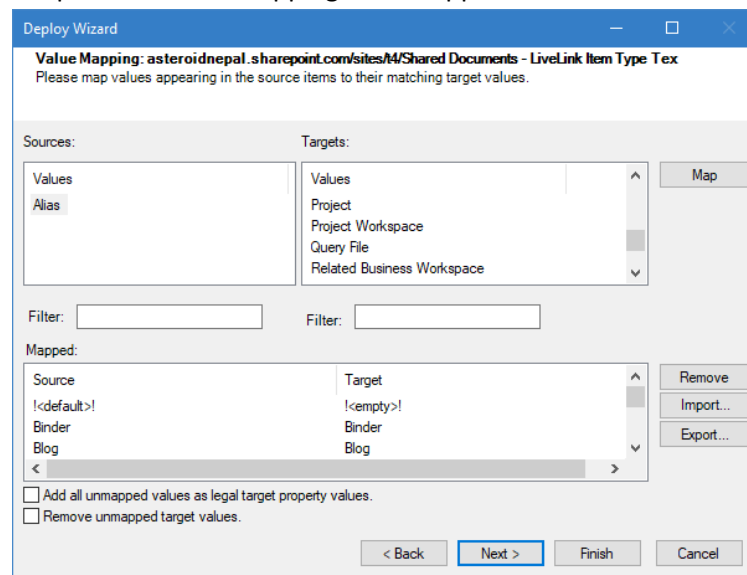 Deploy Wizard
Value Mapping: asteroidnepal.sharepoint.com/sites/t4/Shared Documents - LiveLink Item Type Tex
Please map values appearing in the source items to their matching target values.
Sources:
Targets:
Values
Alias
Values
Project
Project Workspace
Query File
Related Business Workspace
Map
Filter:
Filter:
Mapped:
Source Target
!<default>! !<empty>!
Binder Binder
Blog Blog
Remove
Import...
Export...
Add all unmapped values as legal target property values.
Remove unmapped target values.
< Back Next > Finish Cancel